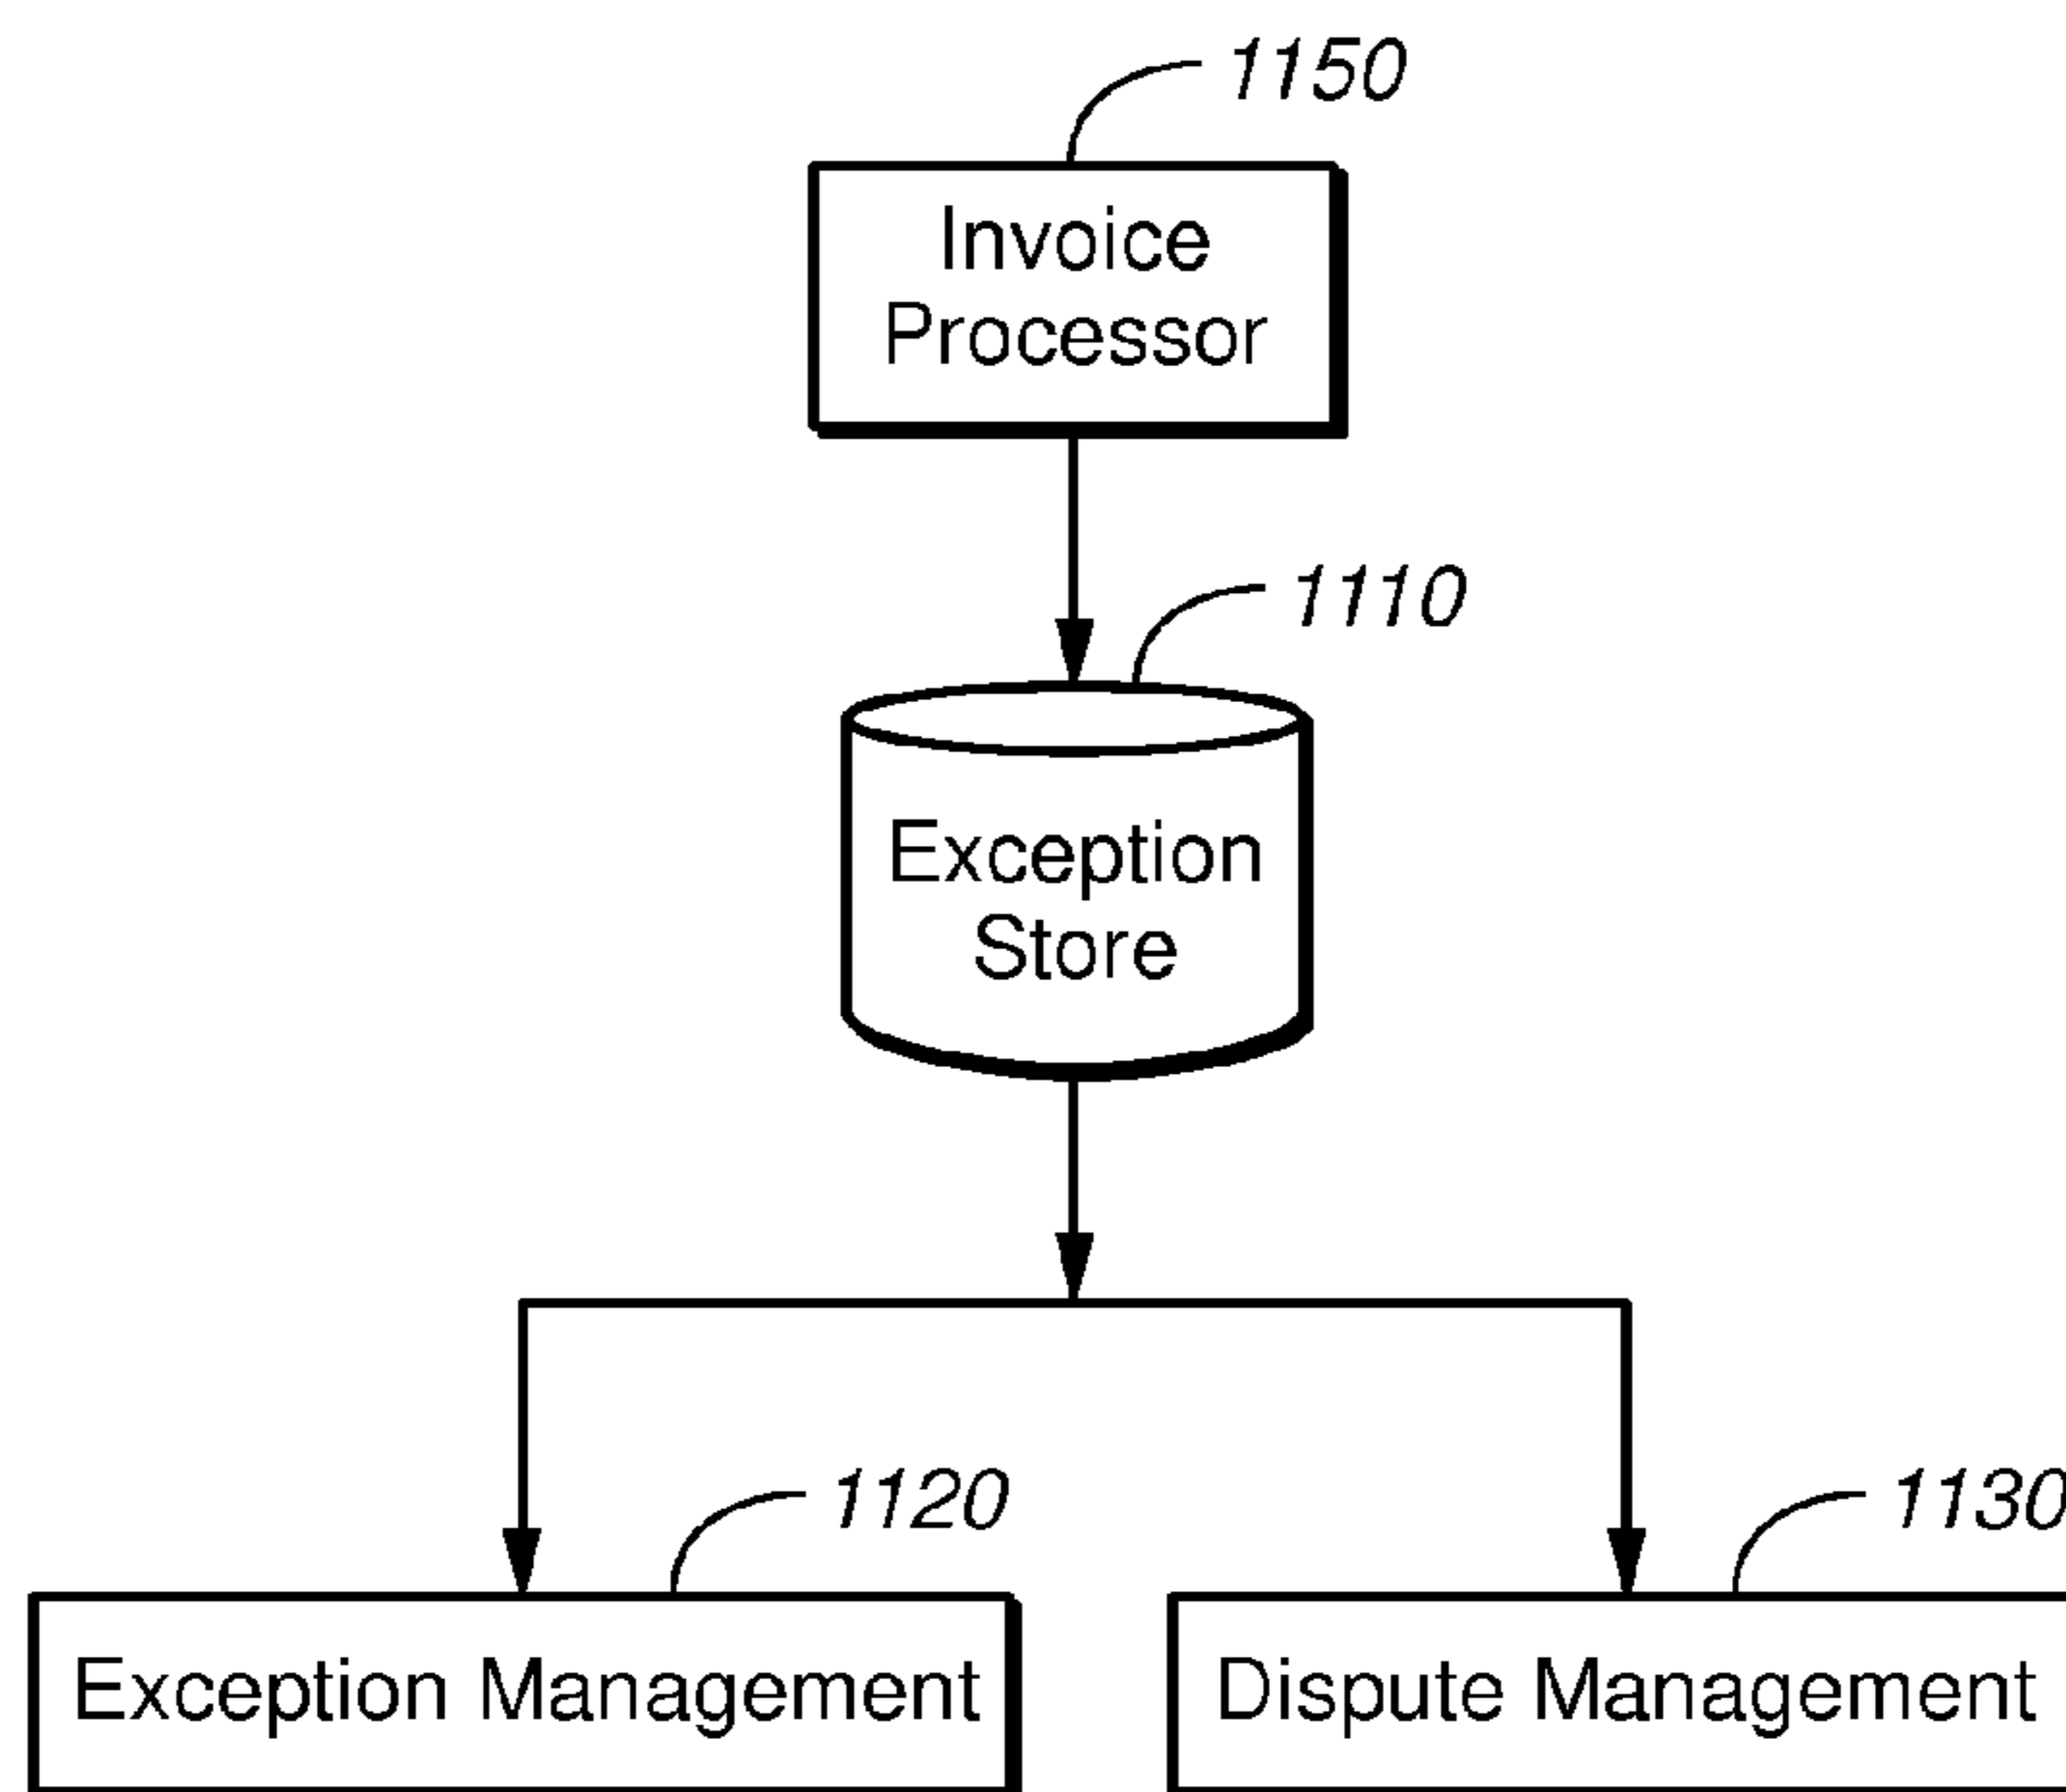 1150
Invoice
Processor
1110
Exception
Store
1120
1130
Exception Management
Dispute Management